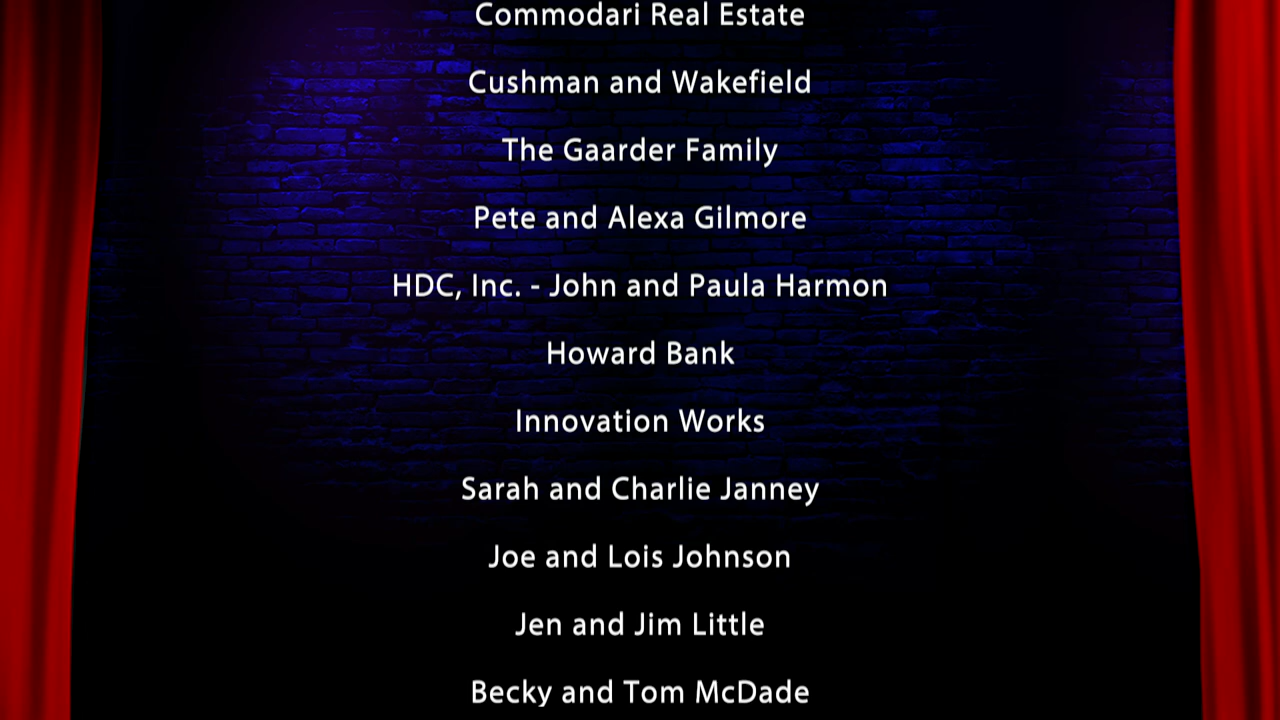 Commodari Real Estate
Cushman and Wakefield
The Gaarder Family
Pete and Alexa Gilmore
HDC, Inc. - John and Paula Harmon
Howard Bank
Innovation Works
Sarah and Charlie Janney
Joe and Lois Johnson
Jen and Jim Little
Becky and Tom McDade